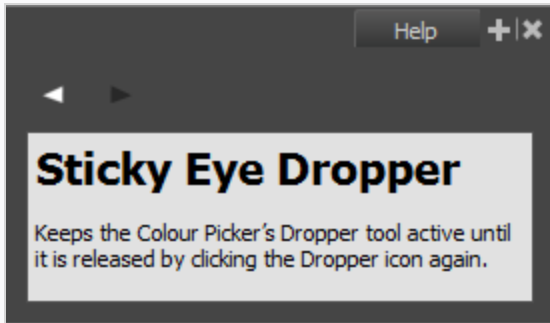 Help
Sticky Eye Dropper
Keeps the Colour Picker’s Dropper tool active until
it is released by clicking the Dropper icon again.